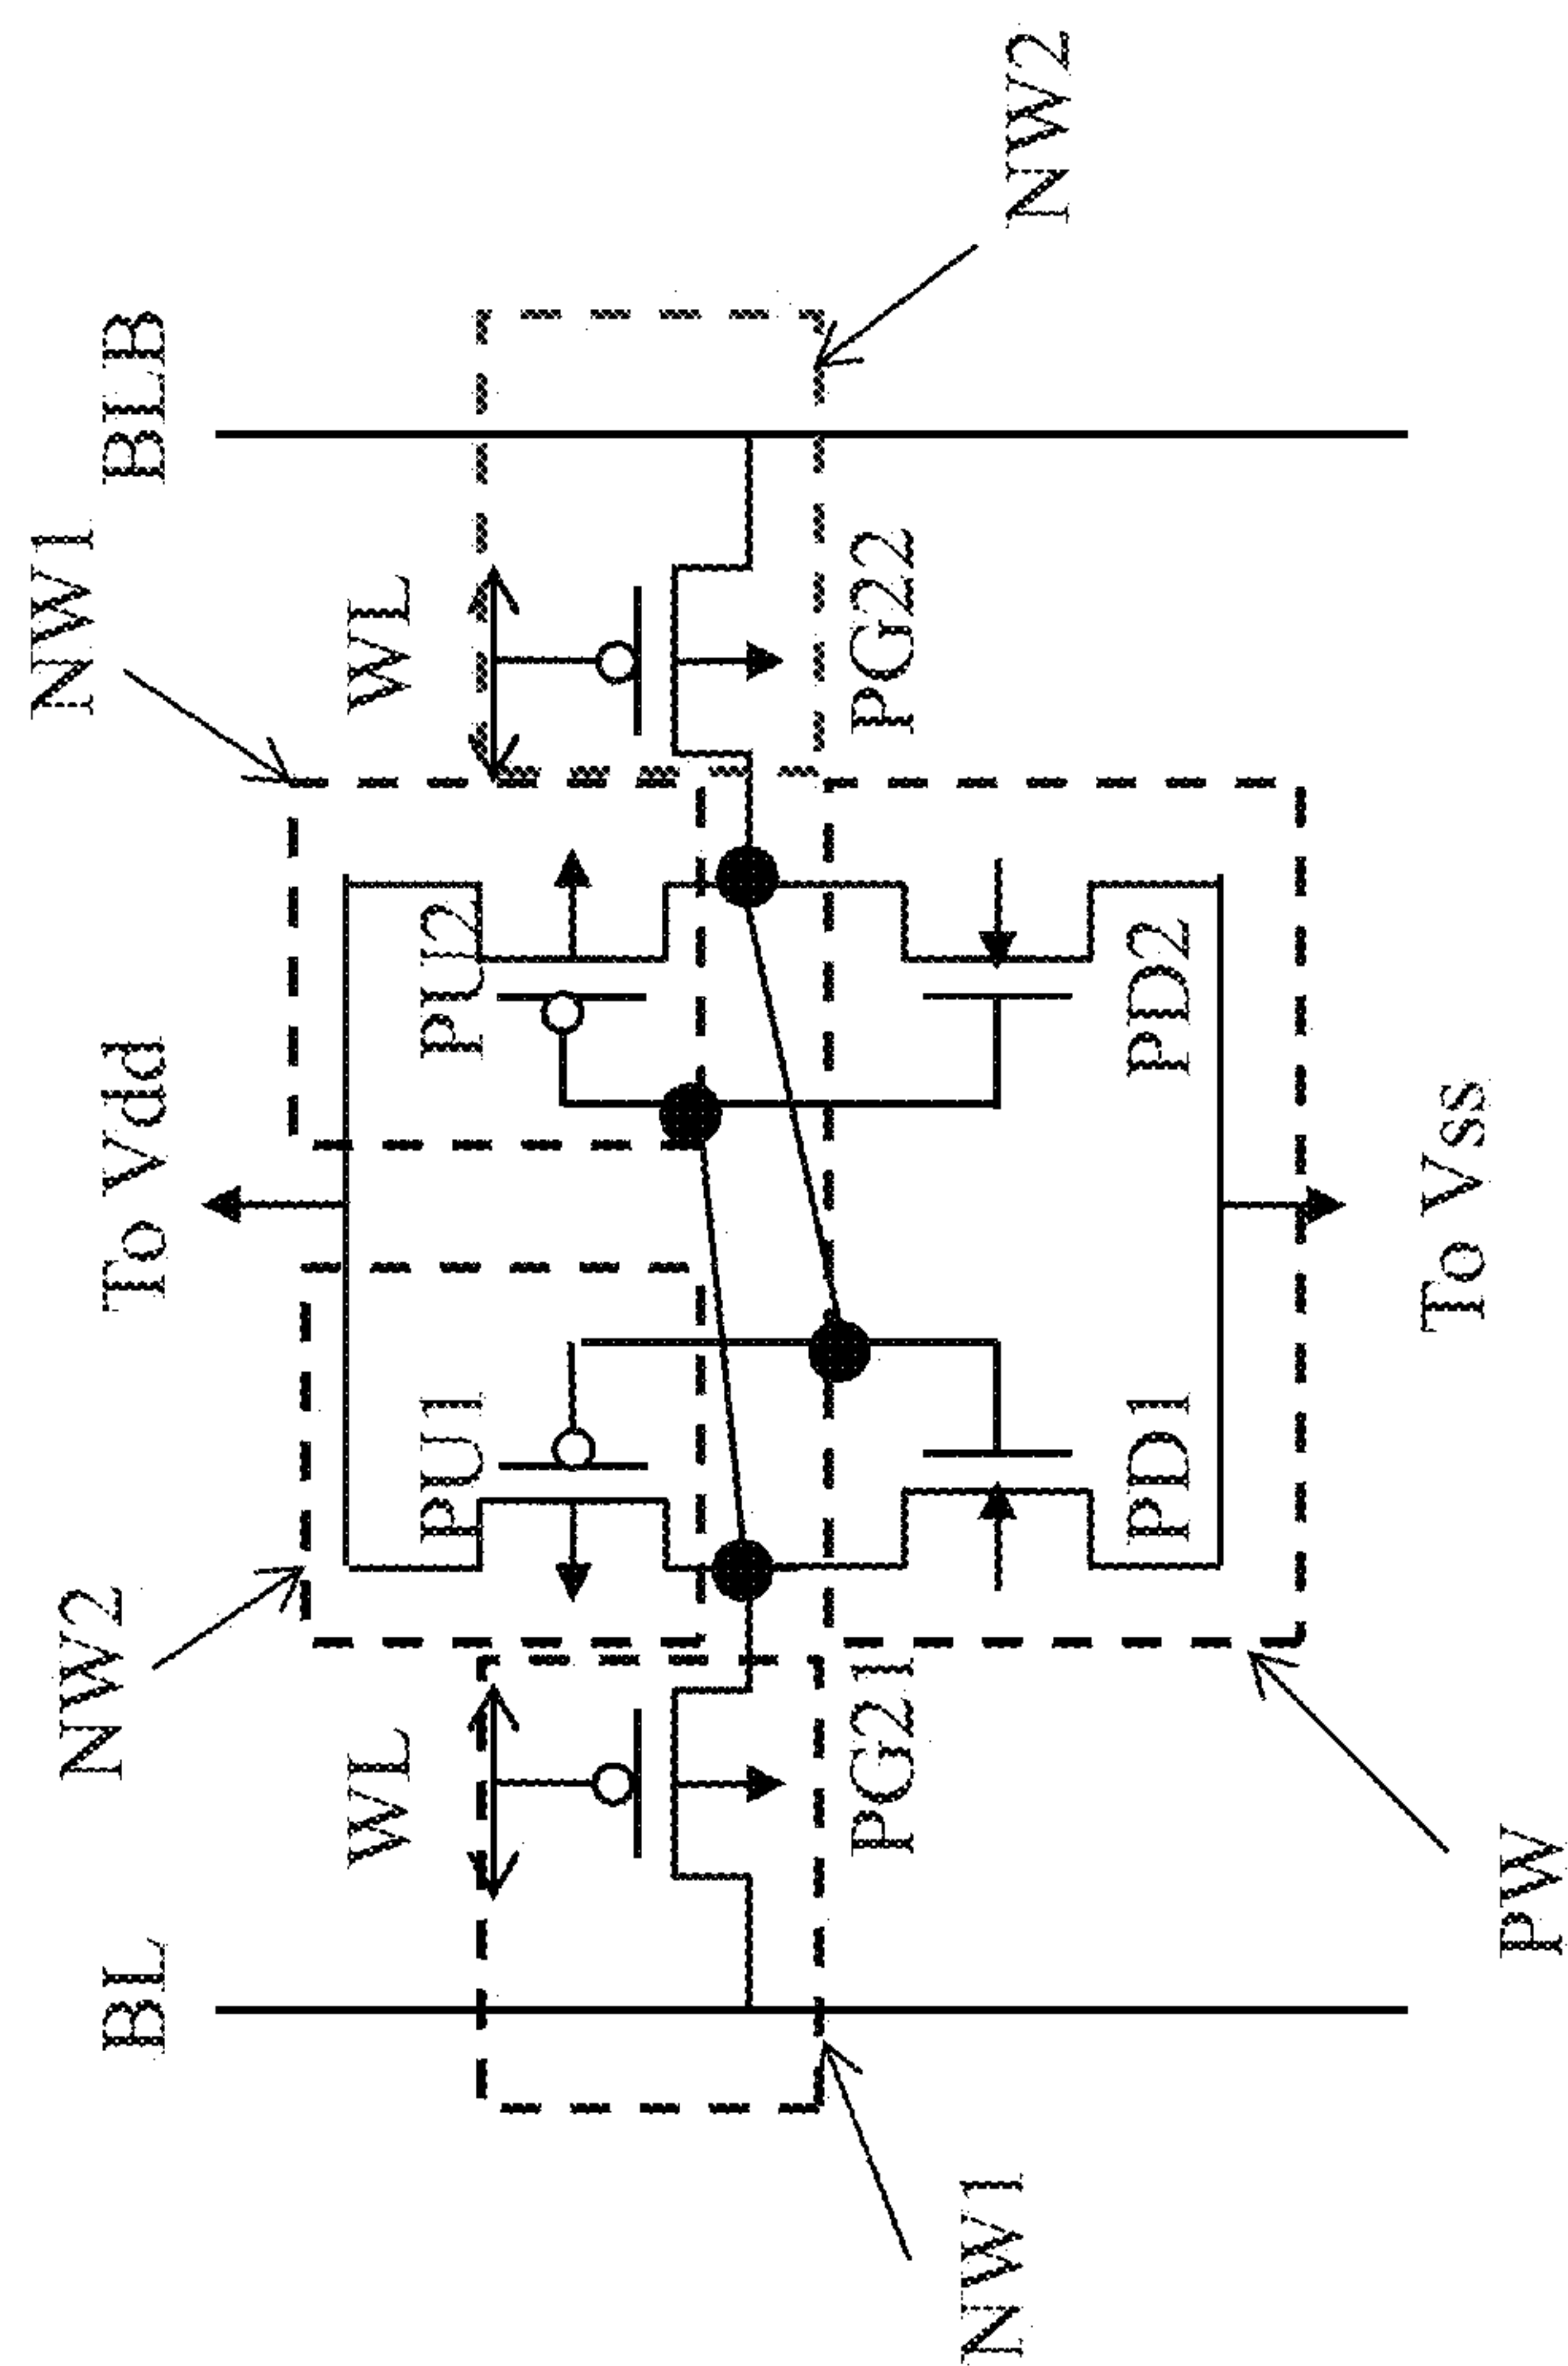 NW1
NW2
To Vdd
BL
BLB
WL
WL
PU1
PU2
PG21
PG22
NW1
NW2
PD1
PD2
To Vss
PW